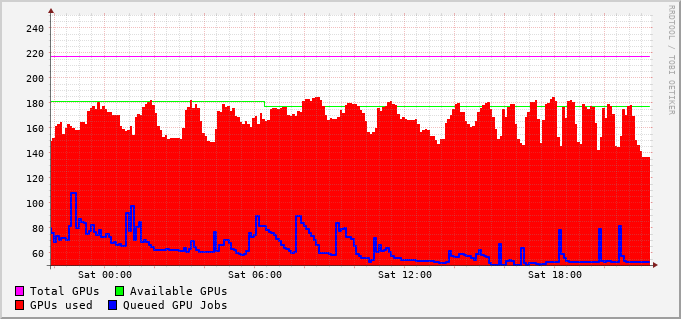 RRDTOOL / TOBI OETIKER
240
220
200
180
160
140
120
100
80
60
Sat 00:00 Sat 06:00 Sat 12:00 Sat 18:00
Total GPUs Available GPUs
GPUs used Queued GPU Jobs